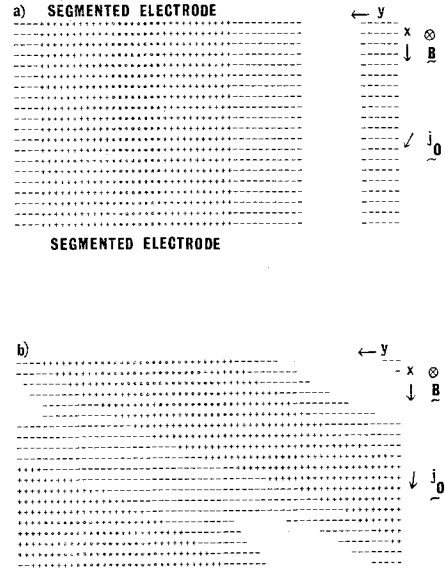 a) SEGMENTED ELECTRODE
← y
x ⊗
↓ B
j0
SEGMENTED ELECTRODE
b)
← y
x ⊗
↓ B
j0